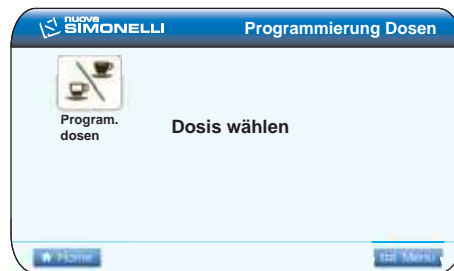 nuova
SIMONELLI
Programmierung Dosen
Program.
dosen
Dosis wählen
Home
Menu